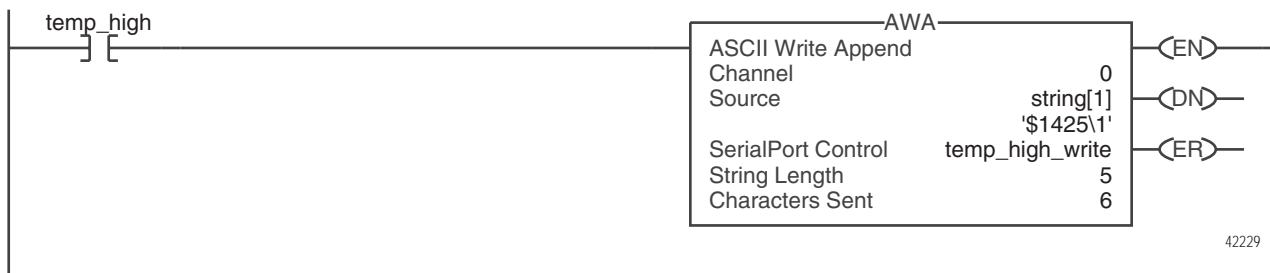 temp_high
AWA
ASCII Write Append
EN
Channel 0
Source string[1]
DN
'$1425\1'
SerialPort Control temp_high_write
ER
String Length 5
Characters Sent 6
42229